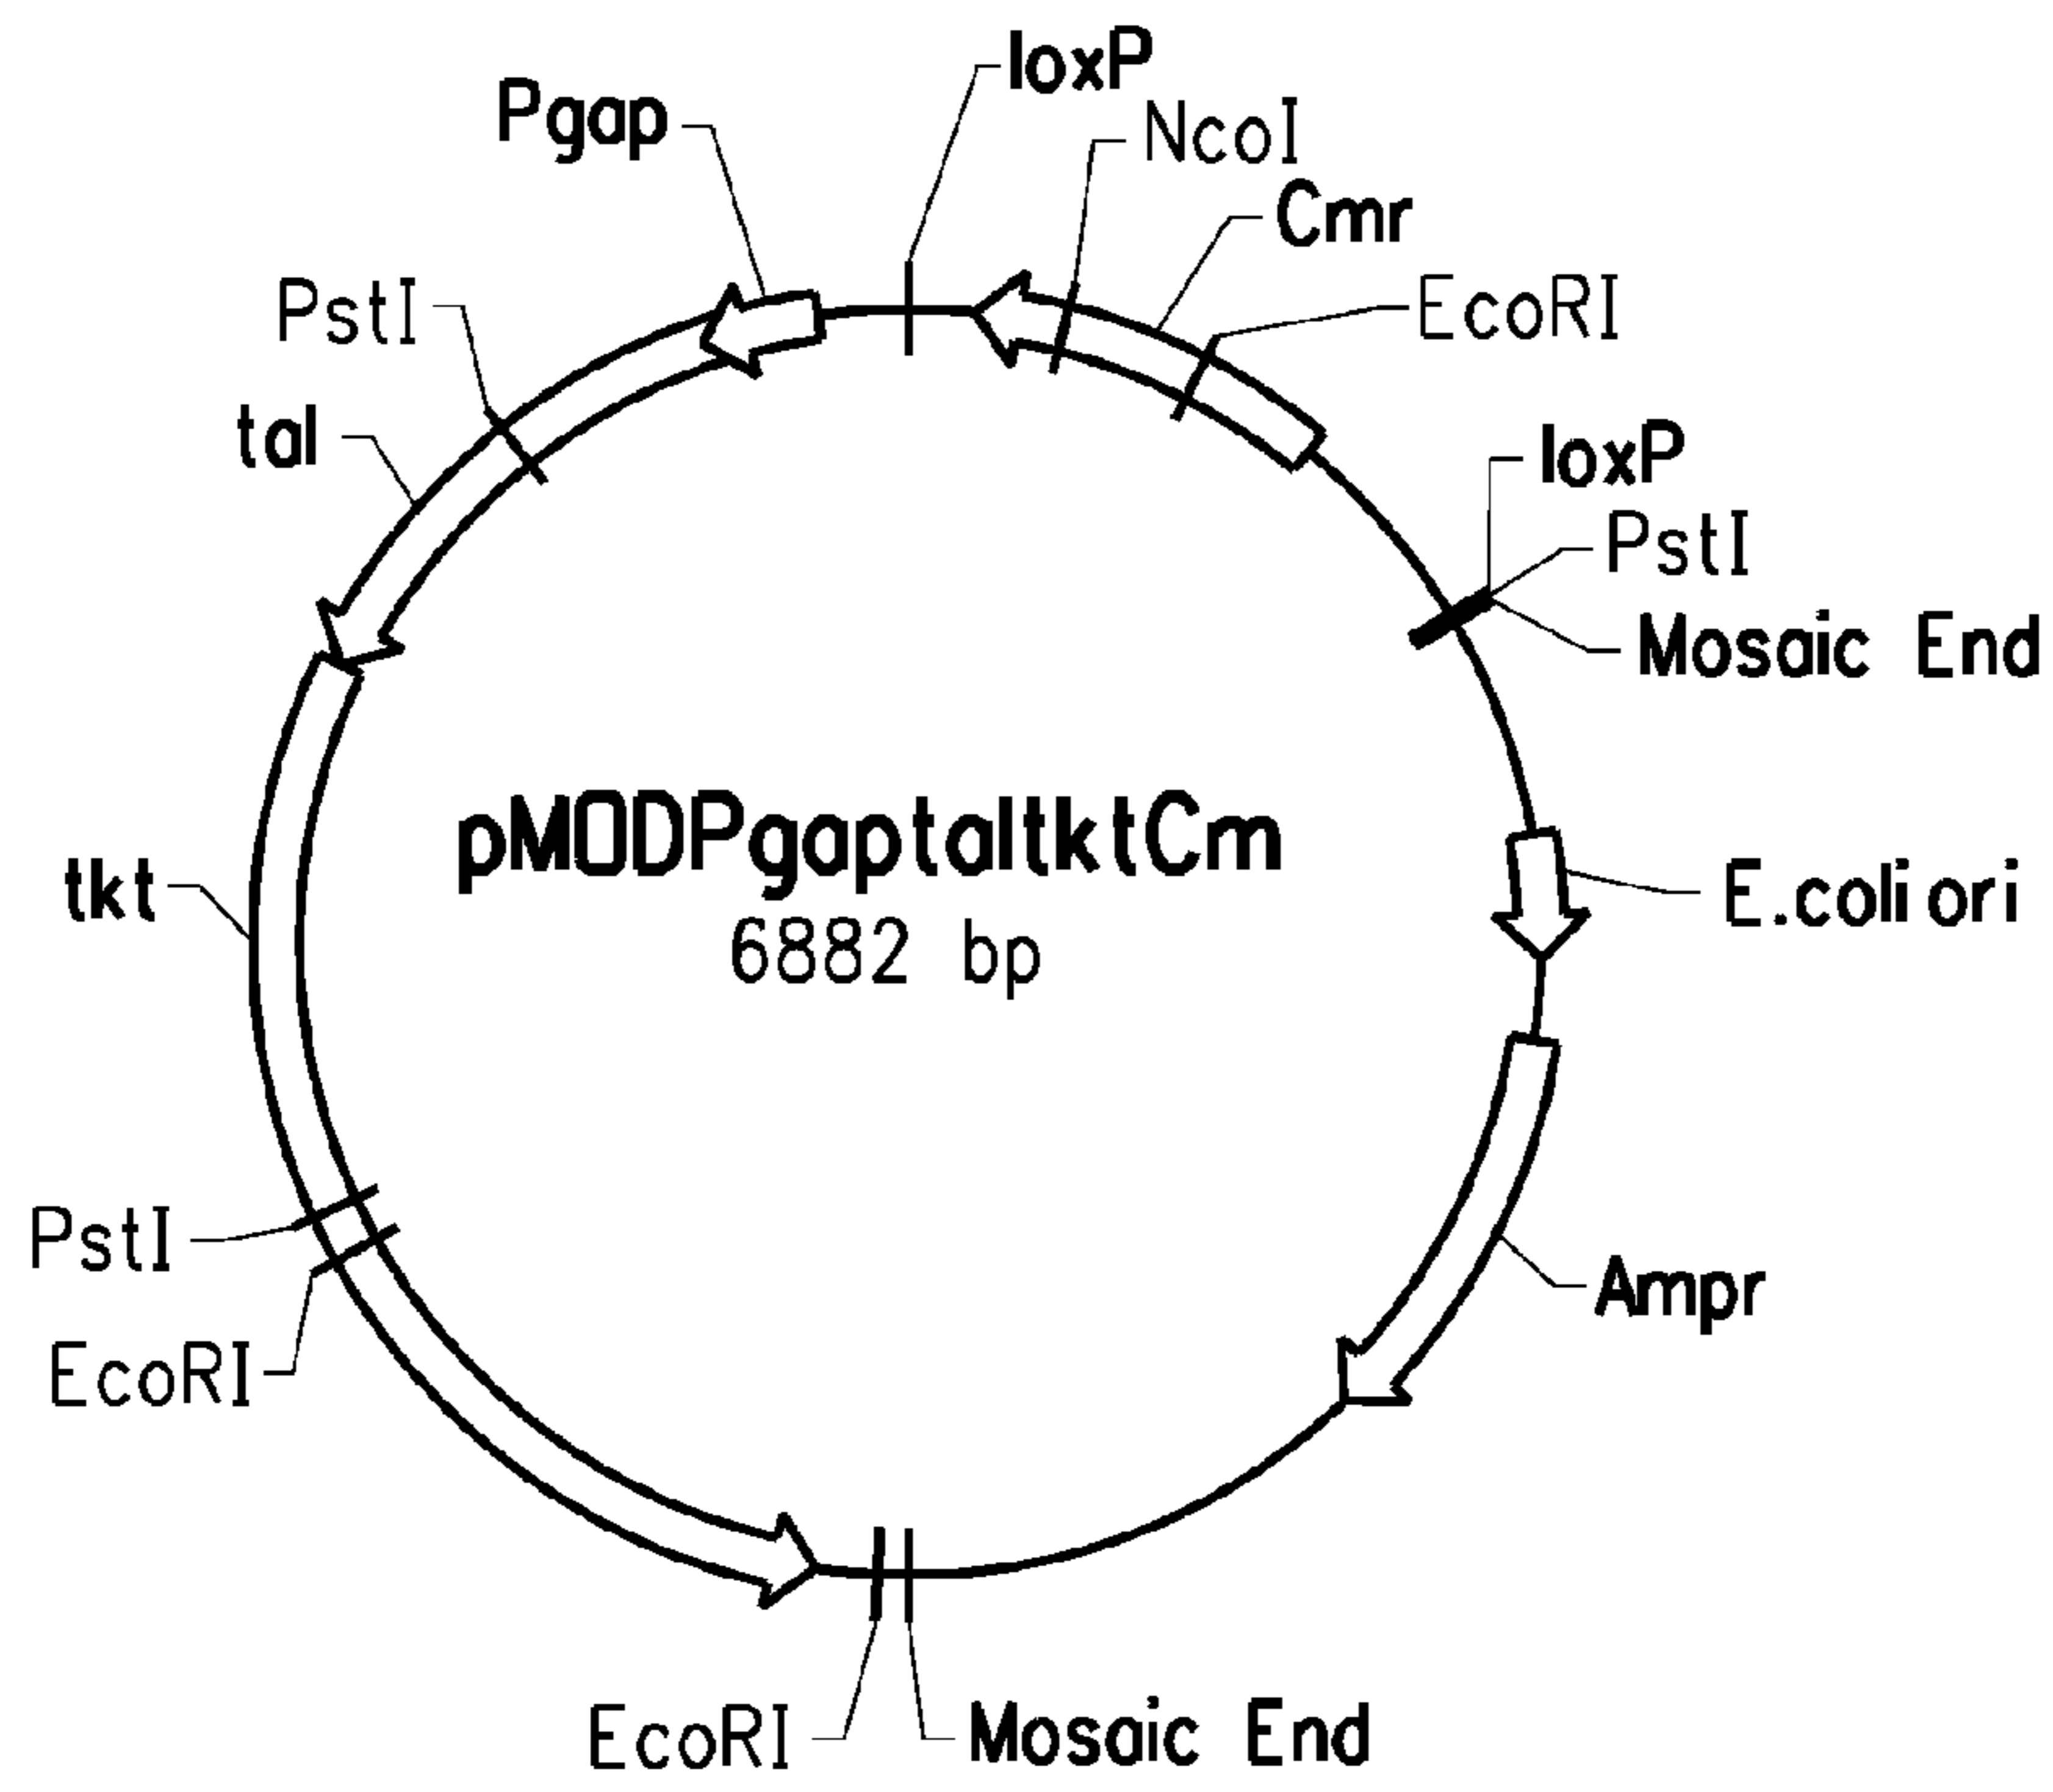 loxP
Pgap
NcoI
Cmr
PstI
EcoRI
tal
loxP
PstI
Mosaic End
pMODPgaptaltktCm
tkt
E.coli ori
6882 bp
PstI
Ampr
EcoRI
EcoRI
Mosaic End